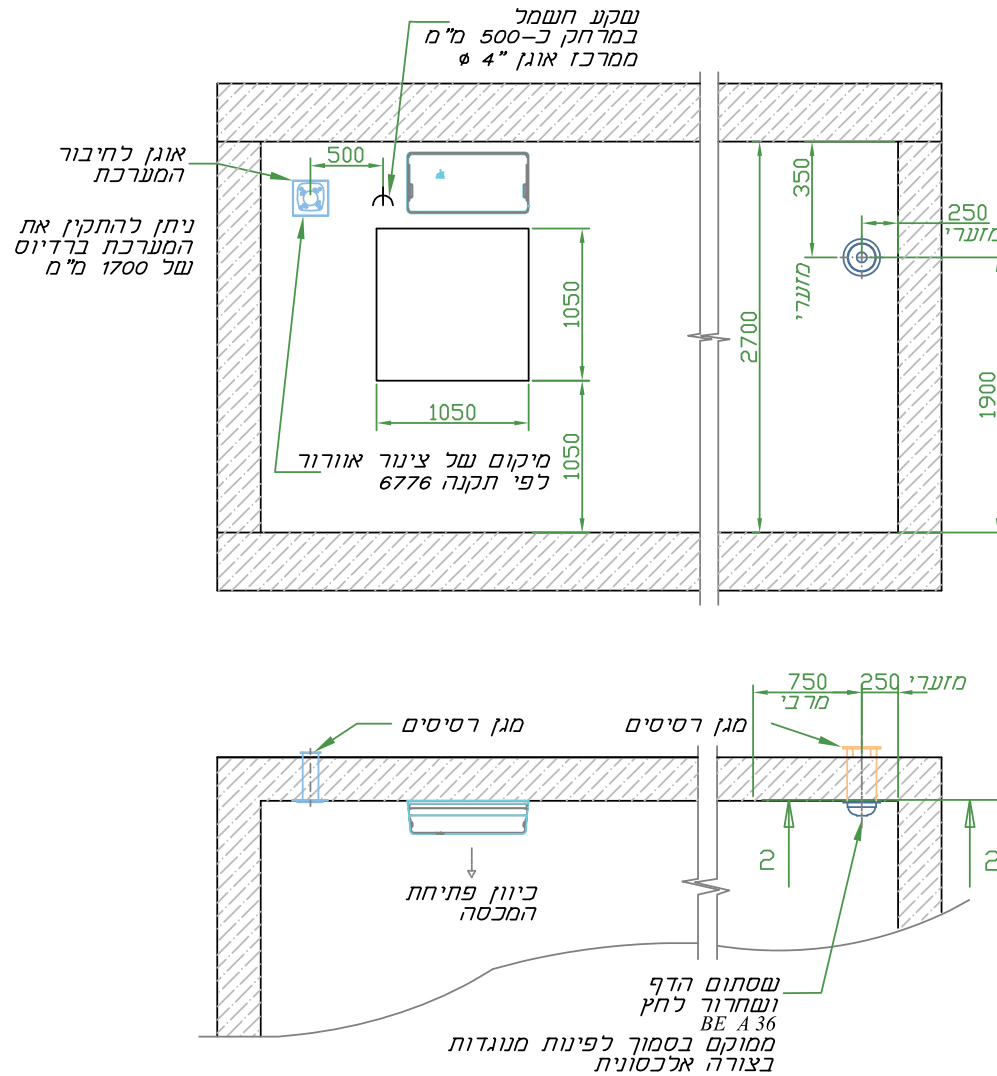 שקע חשמל
במרחק כ-500 מ"מ
ממרכז אוגן "4 ϕ
אוגן לחיבור
המערכת
ניתן להתקין את
המערכת ברדיוס
של 1700 מ"מ
500
350
250
מזערי
מזערי
1050
2700
1900
1050
1050
מיקום של צינור אוורור
לפי תקנה 6776
750
מרבי
250 מזערי
מגן רסיסים
מגן רסיסים
2
2
כיוון פתיחת
המכסה
שסתום הדף
ושחרור לחץ
BE A 36
ממוקם בסמוך לפינות מנוגדות
בצורה אלכסונית